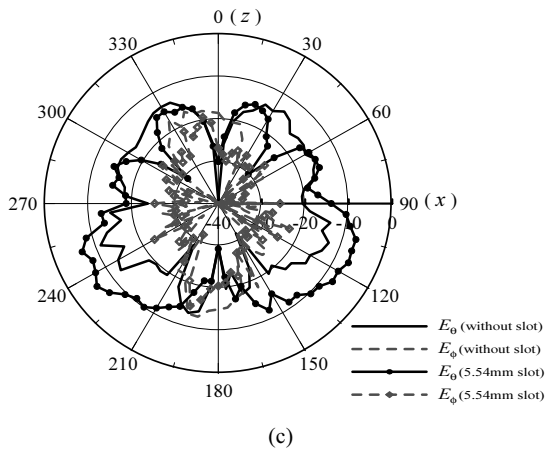 0 (z)
330
30
300
60
270
-40
-30
-20
-10
0
90 (x)
240
120
210
150
180
Eθ (without slot)
Eϕ (without slot)
Eθ (5.54mm slot)
Eϕ (5.54mm slot)
(c)